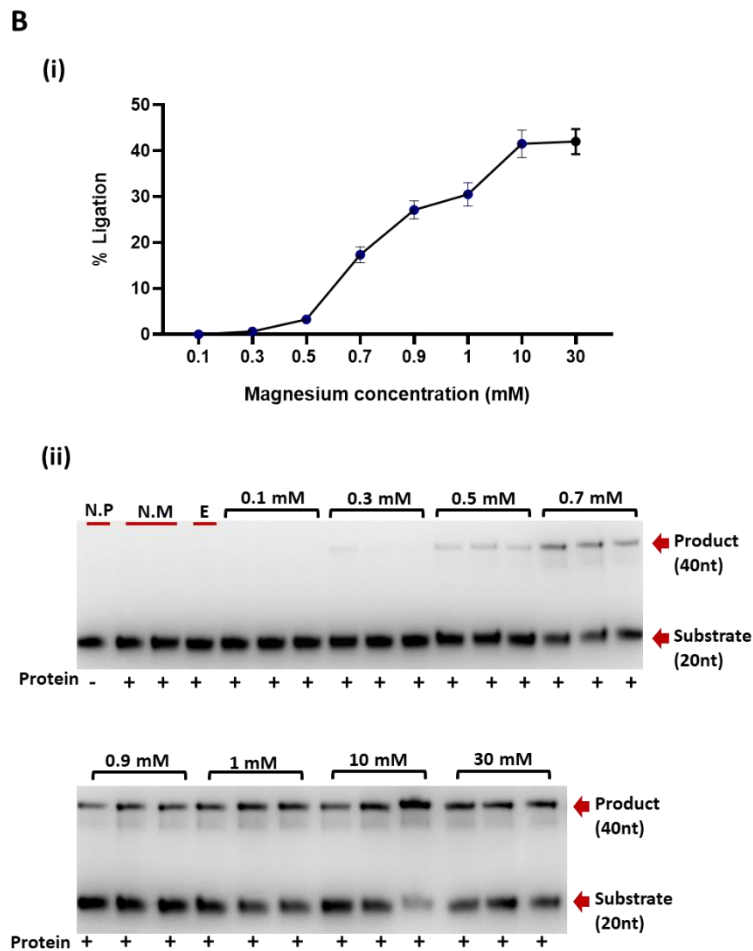 B
(i)
50
40
30
20
10
0
% Ligation
0.1 0.3 0.5 0.7 0.9 1 10 30
Magnesium concentration (mM)
(ii)
N.P N.M E 0.1 mM 0.3 mM 0.5 mM 0.7 mM
Product
(40nt)
Substrate
(20nt)
Protein - + + + + + + + + + + + + + + +
0.9 mM 1 mM 10 mM 30 mM
Product
(40nt)
Substrate
(20nt)
Protein + + + + + + + + + + + +